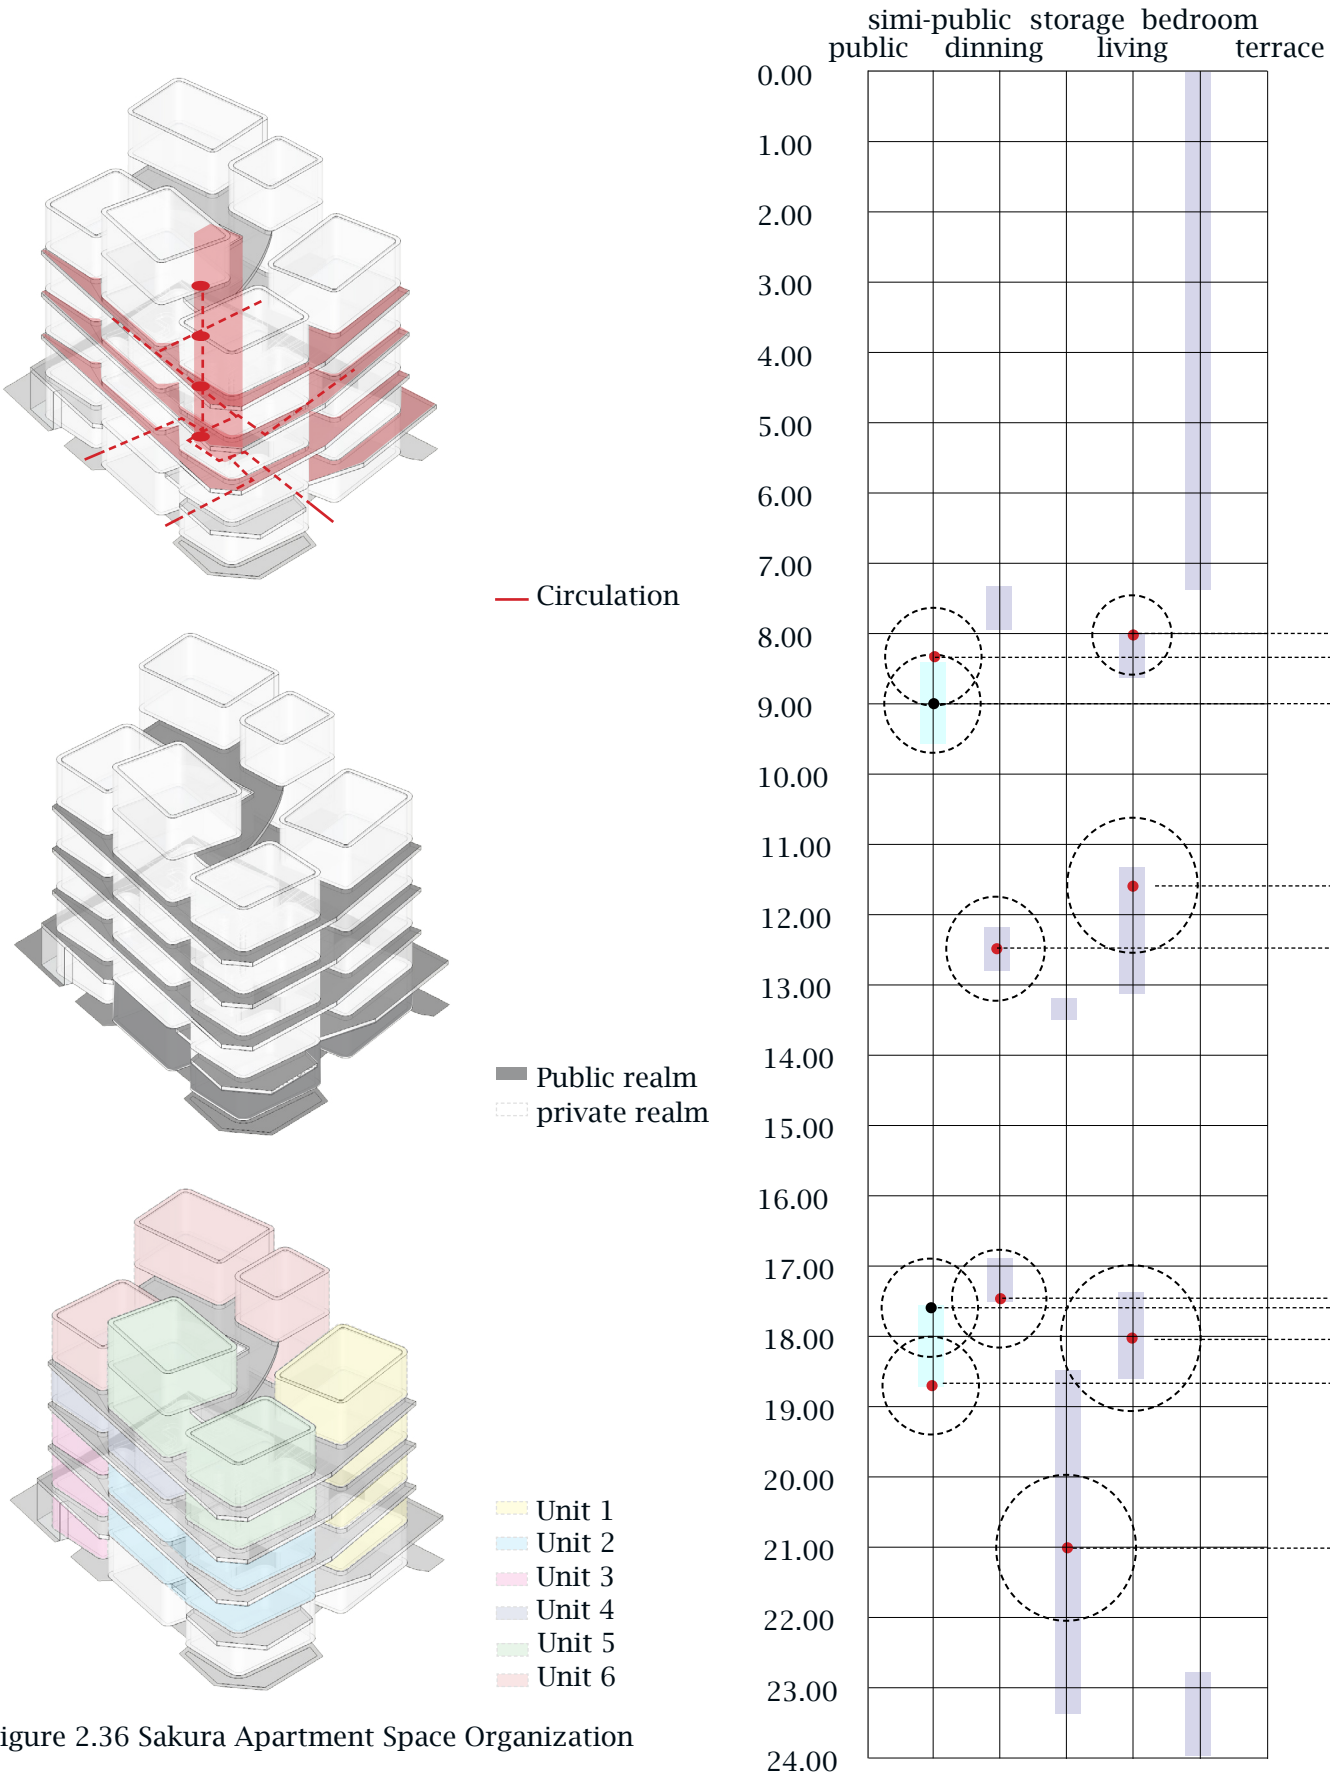 simi-public storage bedroom
public dinning living terrace
0.00
1.00
2.00
3.00
4.00
5.00
6.00
7.00
8.00
9.00
10.00
11.00
12.00
13.00
14.00
15.00
16.00
17.00
18.00
19.00
20.00
21.00
22.00
23.00
24.00
Circulation
Public realm
private realm
Unit 1
Unit 2
Unit 3
Unit 4
Unit 5
Unit 6
igure 2.36 Sakura Apartment Space Organization